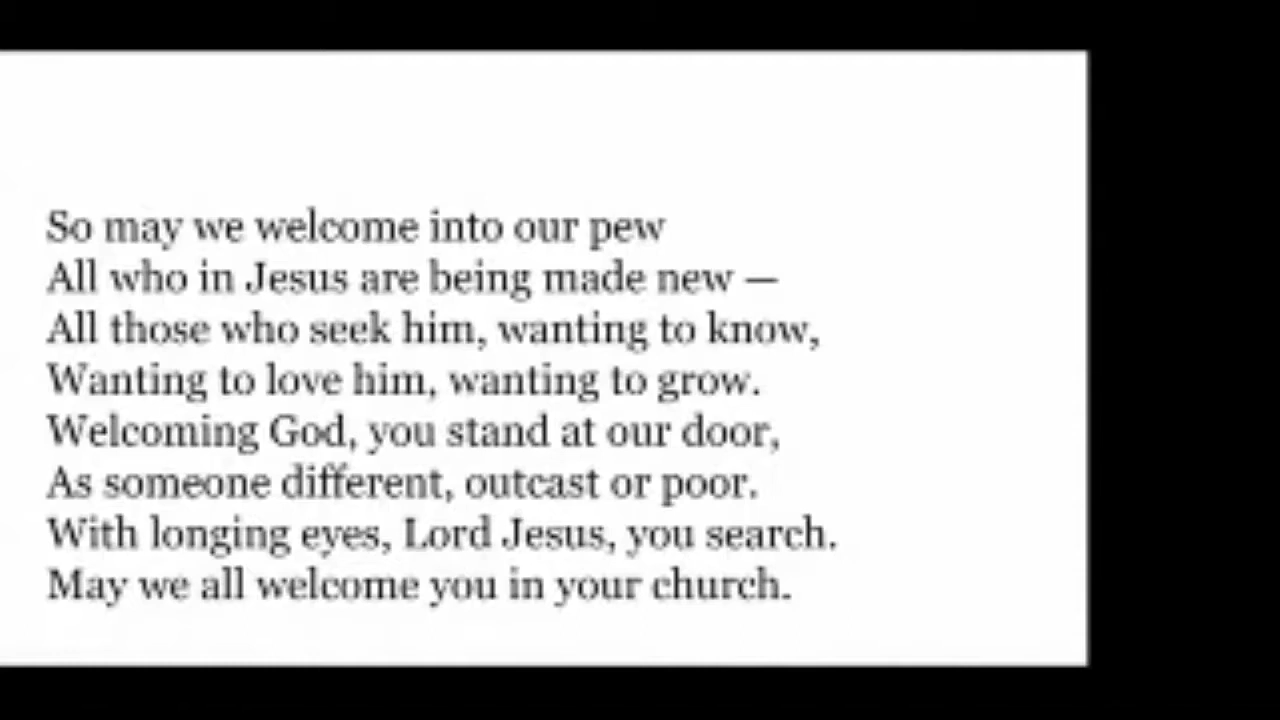 So may we welcome into our pew
All who in Jesus are being made new —
All those who seek him, wanting to know,
Wanting to love him, wanting to grow.
Welcoming God, you stand at our door,
As someone different, outcast or poor.
With longing eyes, Lord Jesus, you search.
May we all welcome you in your church.